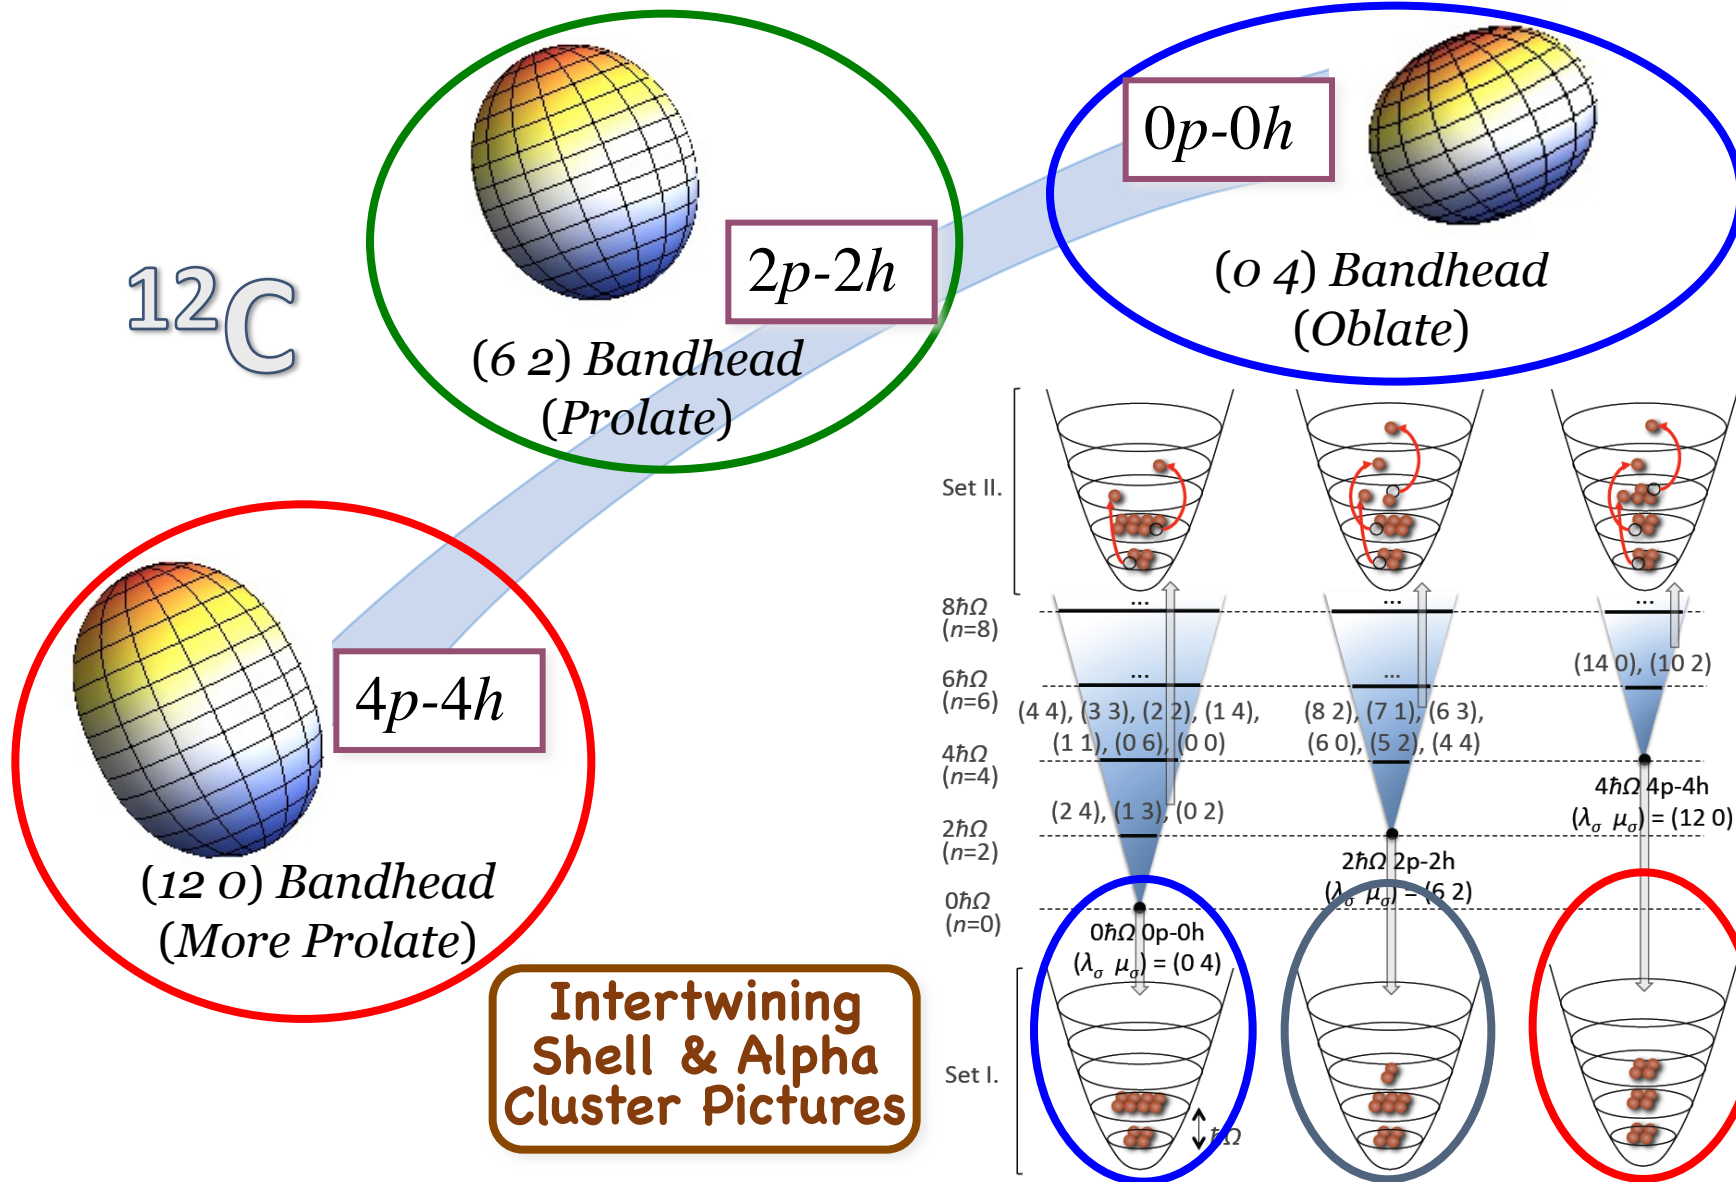 0p-0h
(0 4) Bandhead
(Oblate)
2p-2h
(6 2) Bandhead
(Prolate)
¹²C
4p-4h
(12 0) Bandhead
(More Prolate)
Intertwining
Shell & Alpha
Cluster Pictures
Set II.
8ħΩ
(n=8)
...
...
...
6ħΩ
(n=6)
...
...
(14 0), (10 2)
(4 4), (3 3), (2 2), (1 4),
(1 1), (0 6), (0 0)
(8 2), (7 1), (6 3),
(6 0), (5 2), (4 4)
4ħΩ
(n=4)
4ħΩ 4p-4h
(λσ μσ) = (12 0)
(2 4), (1 3), (0 2)
2ħΩ
(n=2)
2ħΩ 2p-2h
(λσ μσ) = (6 2)
0ħΩ
(n=0)
0ħΩ 0p-0h
(λσ μσ) = (0 4)
Set I.
ħΩ